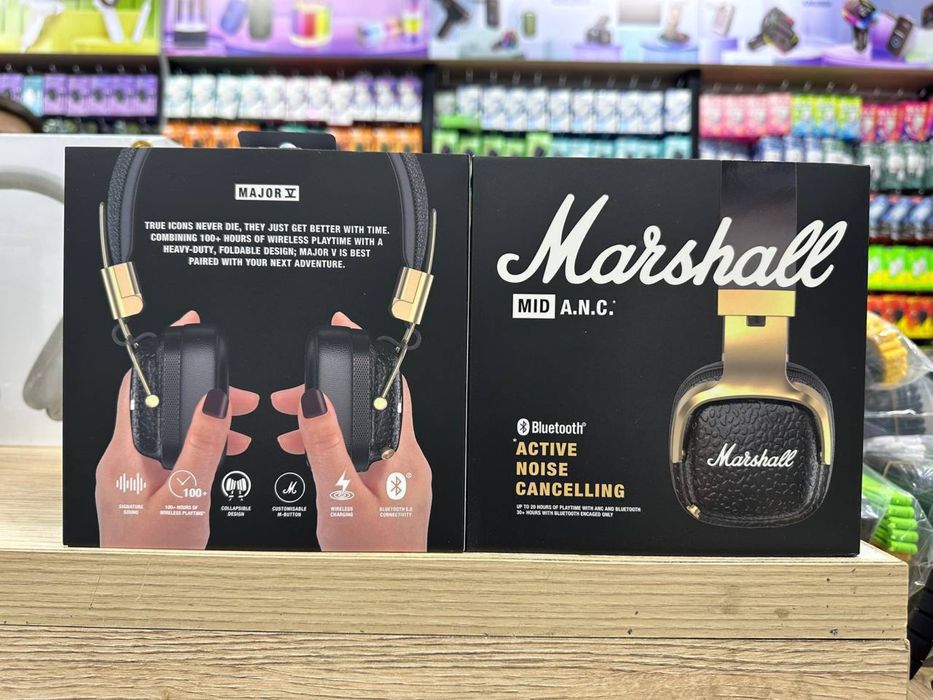 MAJOR V
TRUE ICONS NEVER DIE, THEY JUST GET BETTER WITH TIME.
COMBINING 100+ HOURS OF WIRELESS PLAYTIME WITH A
HEAVY-DUTY, FOLDABLE DESIGN; MAJOR V IS BEST
PAIRED WITH YOUR NEXT ADVENTURE.
100+
SIGNATURE
SOUND
100+ HOURS OF
WIRELESS PLAYTIME*
COLLAPSIBLE
DESIGN
M
CUSTOMISABLE
M-BUTTON
WIRELESS
CHARGING
BLUETOOTH 5.0
CONNECTIVITY
Marshall
MID A.N.C.*
Bluetooth®
*ACTIVE
NOISE
CANCELLING
UP TO 20 HOURS OF PLAYTIME WITH ANC AND BLUETOOTH
30+ HOURS WITH BLUETOOTH ENGAGED ONLY
Marshall